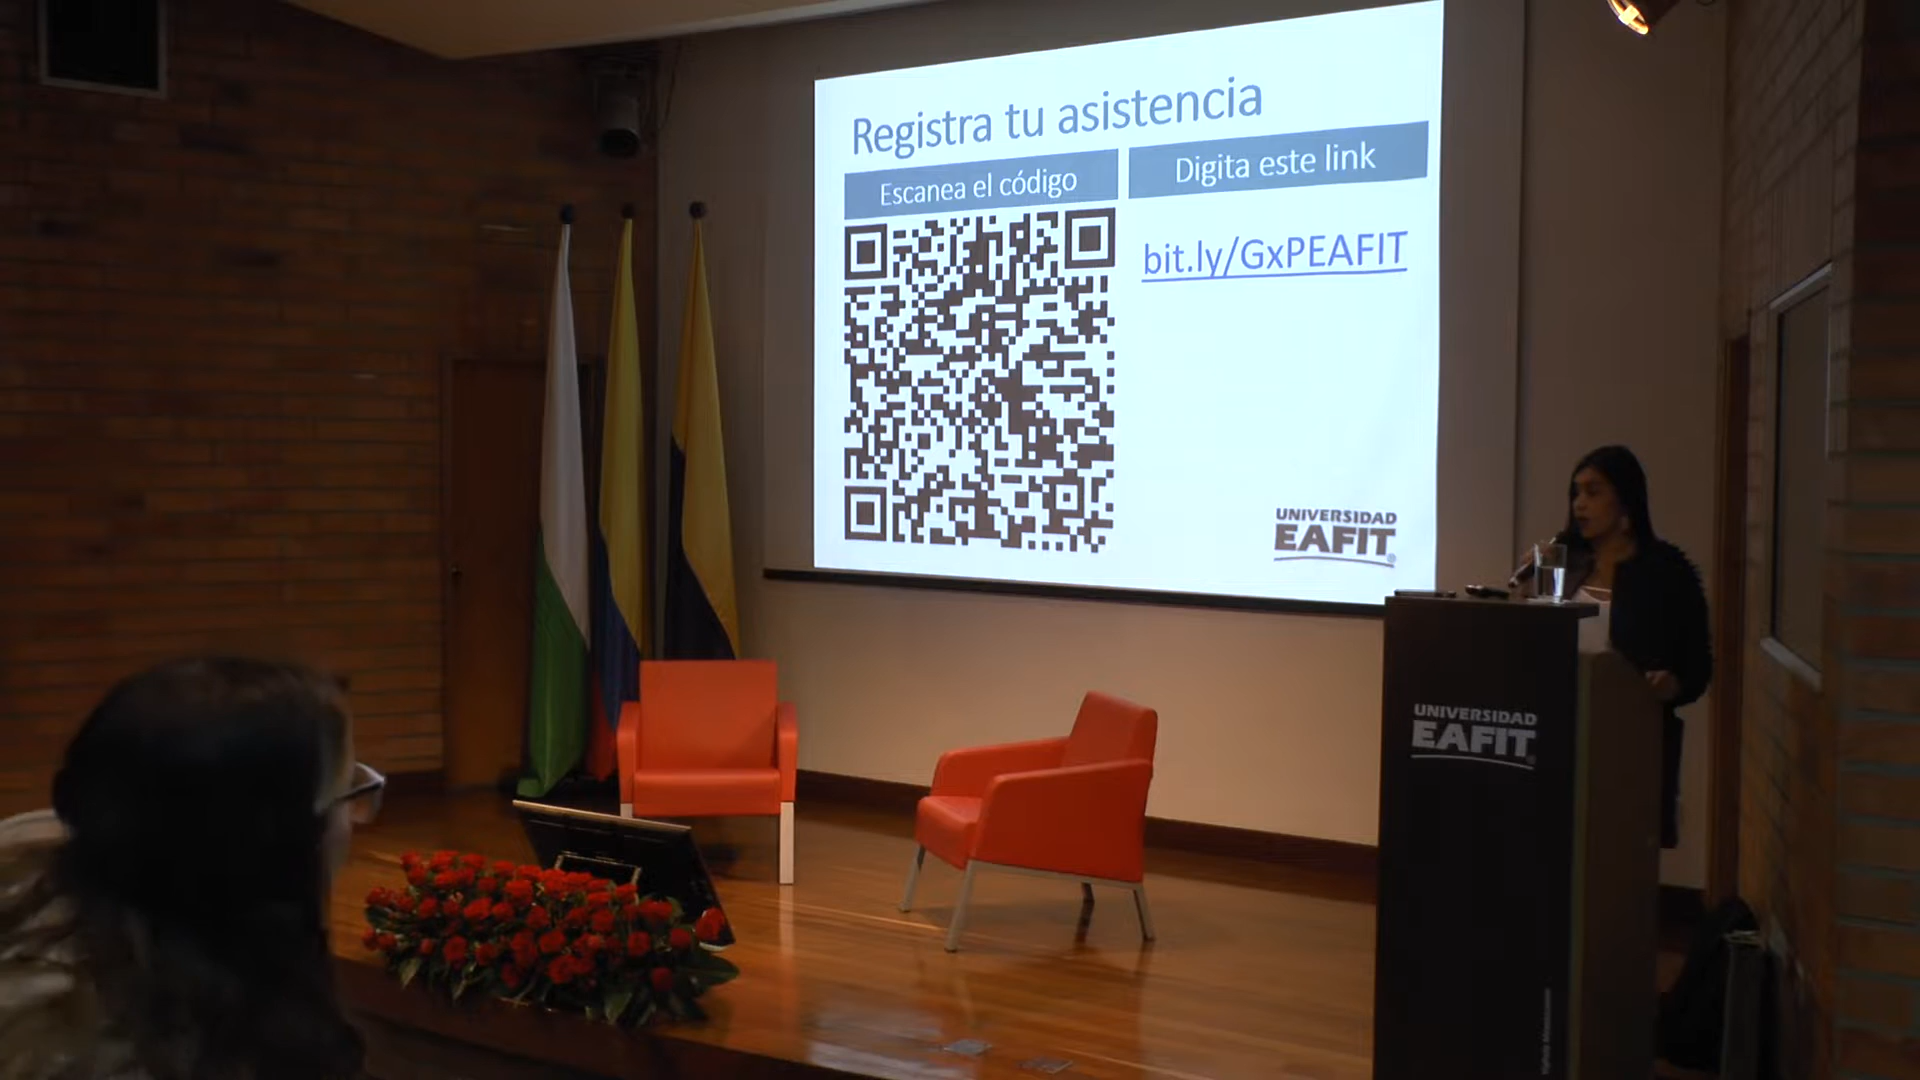 Registra tu asistencia
Escanea el código
Digita este link
bit.ly/GxPEAFIT
UNIVERSIDAD
EAFIT
UNIVERSIDAD
EAFIT